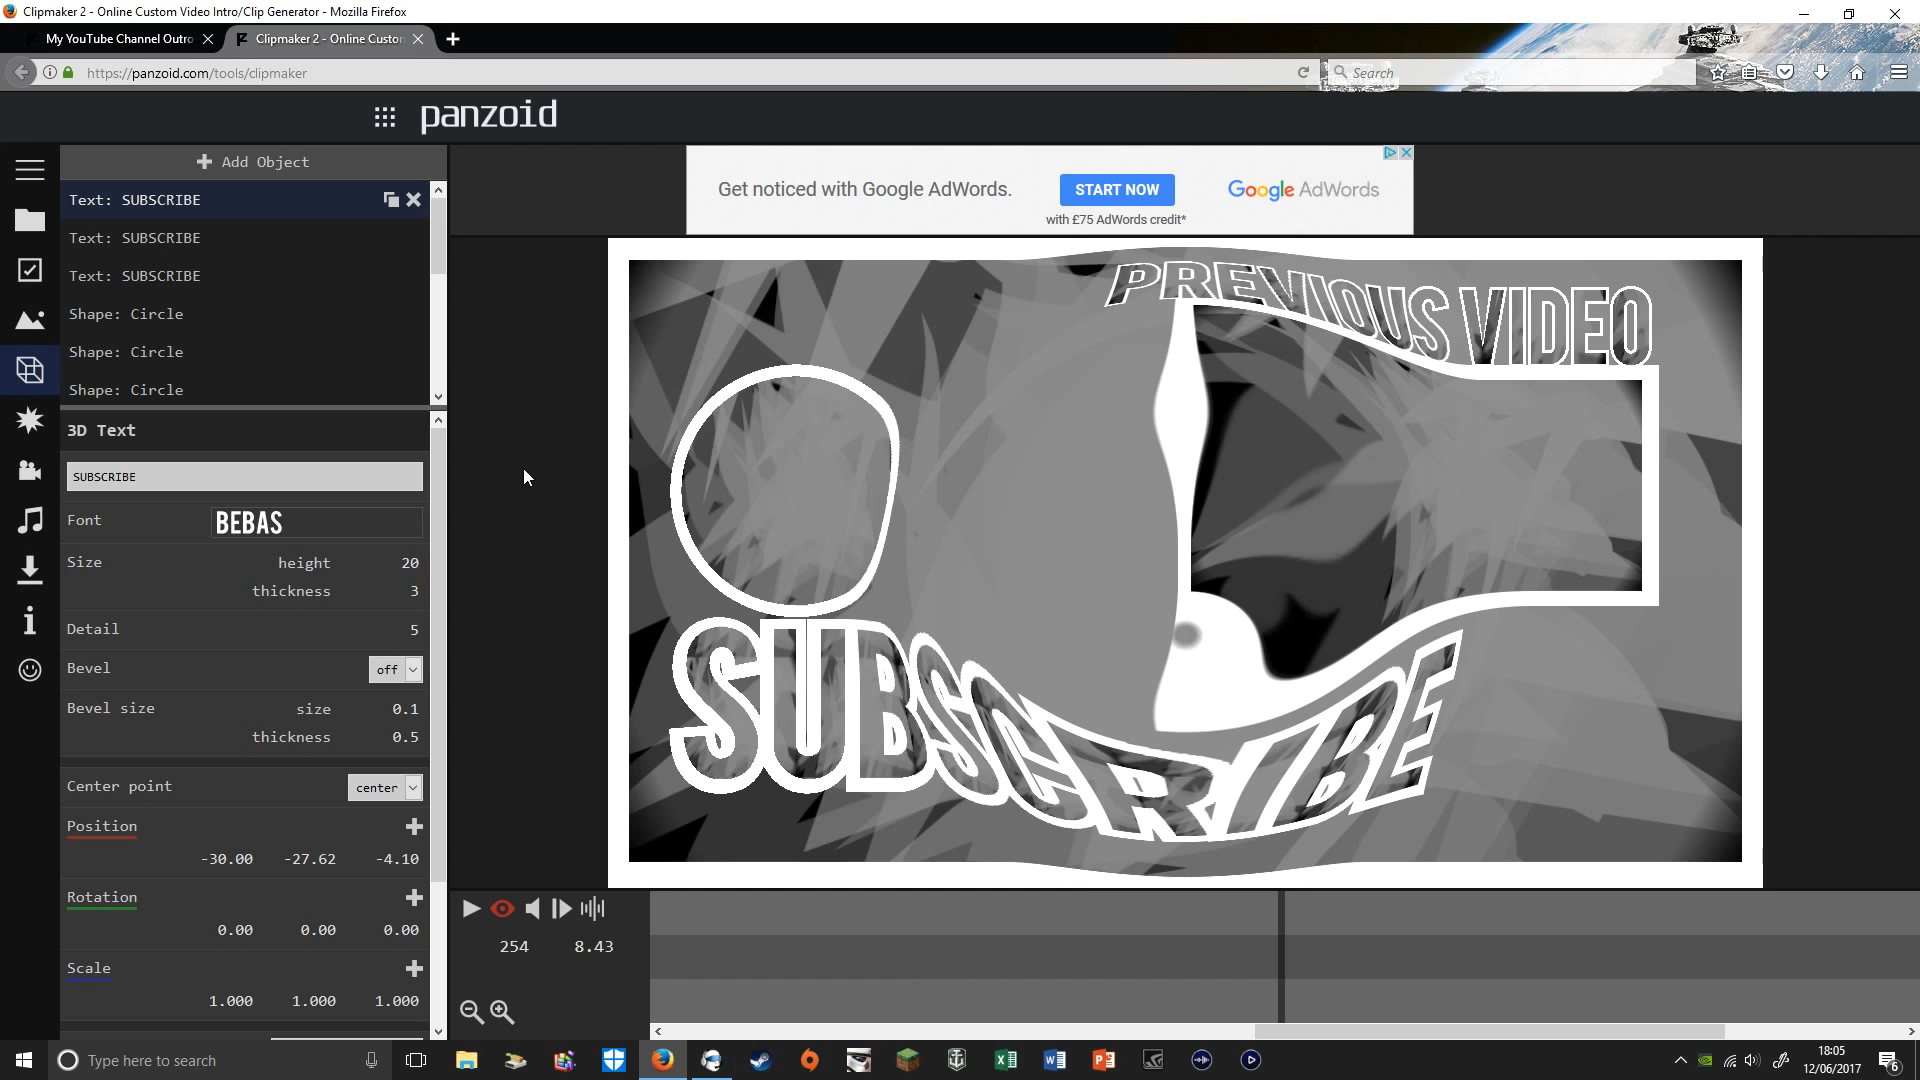 Clipmaker 2 - Online Custom Video Intro/Clip Generator - Mozilla Firefox
My YouTube Channel Outro
Clipmaker 2 - Online Custon
https://panzoid.com/tools/clipmaker
Search
panzoid
Add Object
Text: SUBSCRIBE
Text: SUBSCRIBE
Text: SUBSCRIBE
Shape: Circle
Shape: Circle
Shape: Circle
Get noticed with Google AdWords.
START NOW
with £75 AdWords credit*
Google AdWords
PREVIOUS VIDEO
SUBSCRIBE
3D Text
SUBSCRIBE
Font BEBAS
Size height 20
thickness 3
Detail 5
Bevel off
Bevel size size 0.1
thickness 0.5
Center point center
Position
-30.00 -27.62 -4.10
Rotation
0.00 0.00 0.00
Scale
1.000 1.000 1.000
254 8.43
Type here to search
18:05
12/06/2017
6